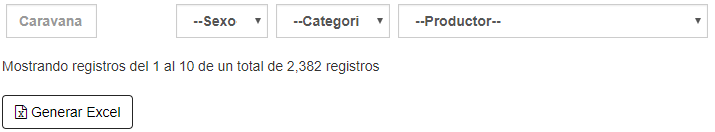 Caravana --Sexo --Categori --Productor--
Mostrando registros del 1 al 10 de un total de 2,382 registros
Generar Excel